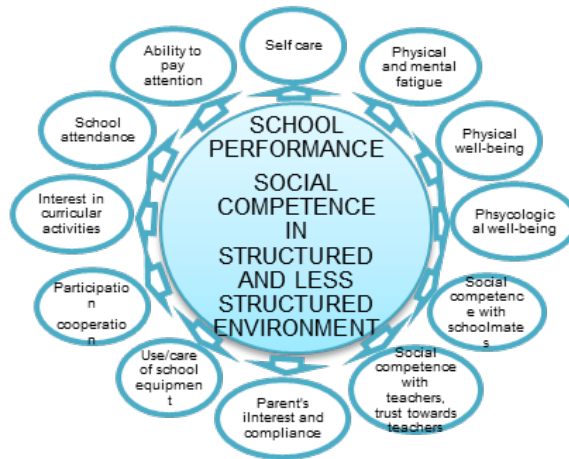 Self care
Physical
and mental
fatigue
Physical
well-being
Phsycologic
al well-being
Social
competenc
e with
schoolmate
s
Social
competence
with
teachers,
trust towards
teachers
Parent's
iInterest and
compliance
Use/care
of school
equipmen
t
Participatio
n
cooperatio
n
Interest in
curricular
activities
School
attendance
Ability to
pay
attention
SCHOOL
PERFORMANCE
SOCIAL
COMPETENCE
IN
STRUCTURED
AND LESS
STRUCTURED
ENVIRONMENT